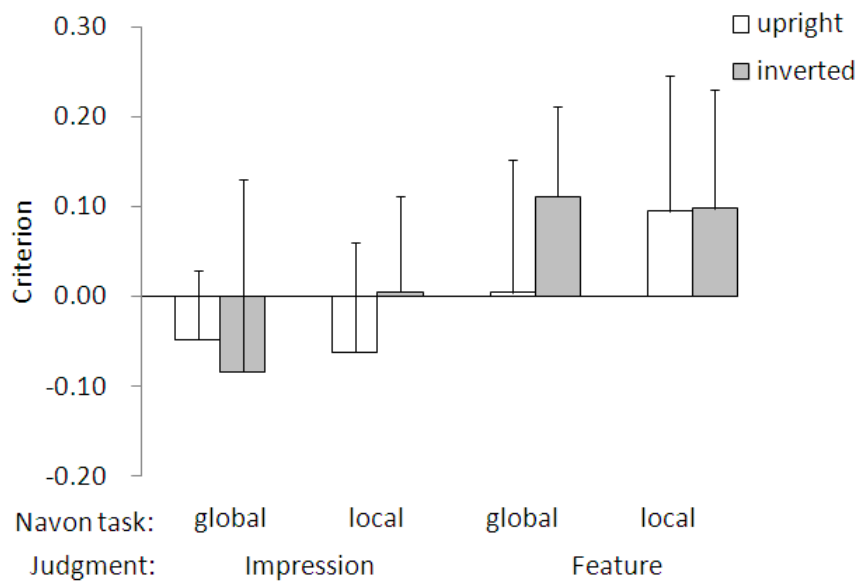 0.30
upright
inverted
0.20
0.10
Criterion
0.00
-0.10
-0.20
Navon task: global local global local
Judgment: Impression Feature